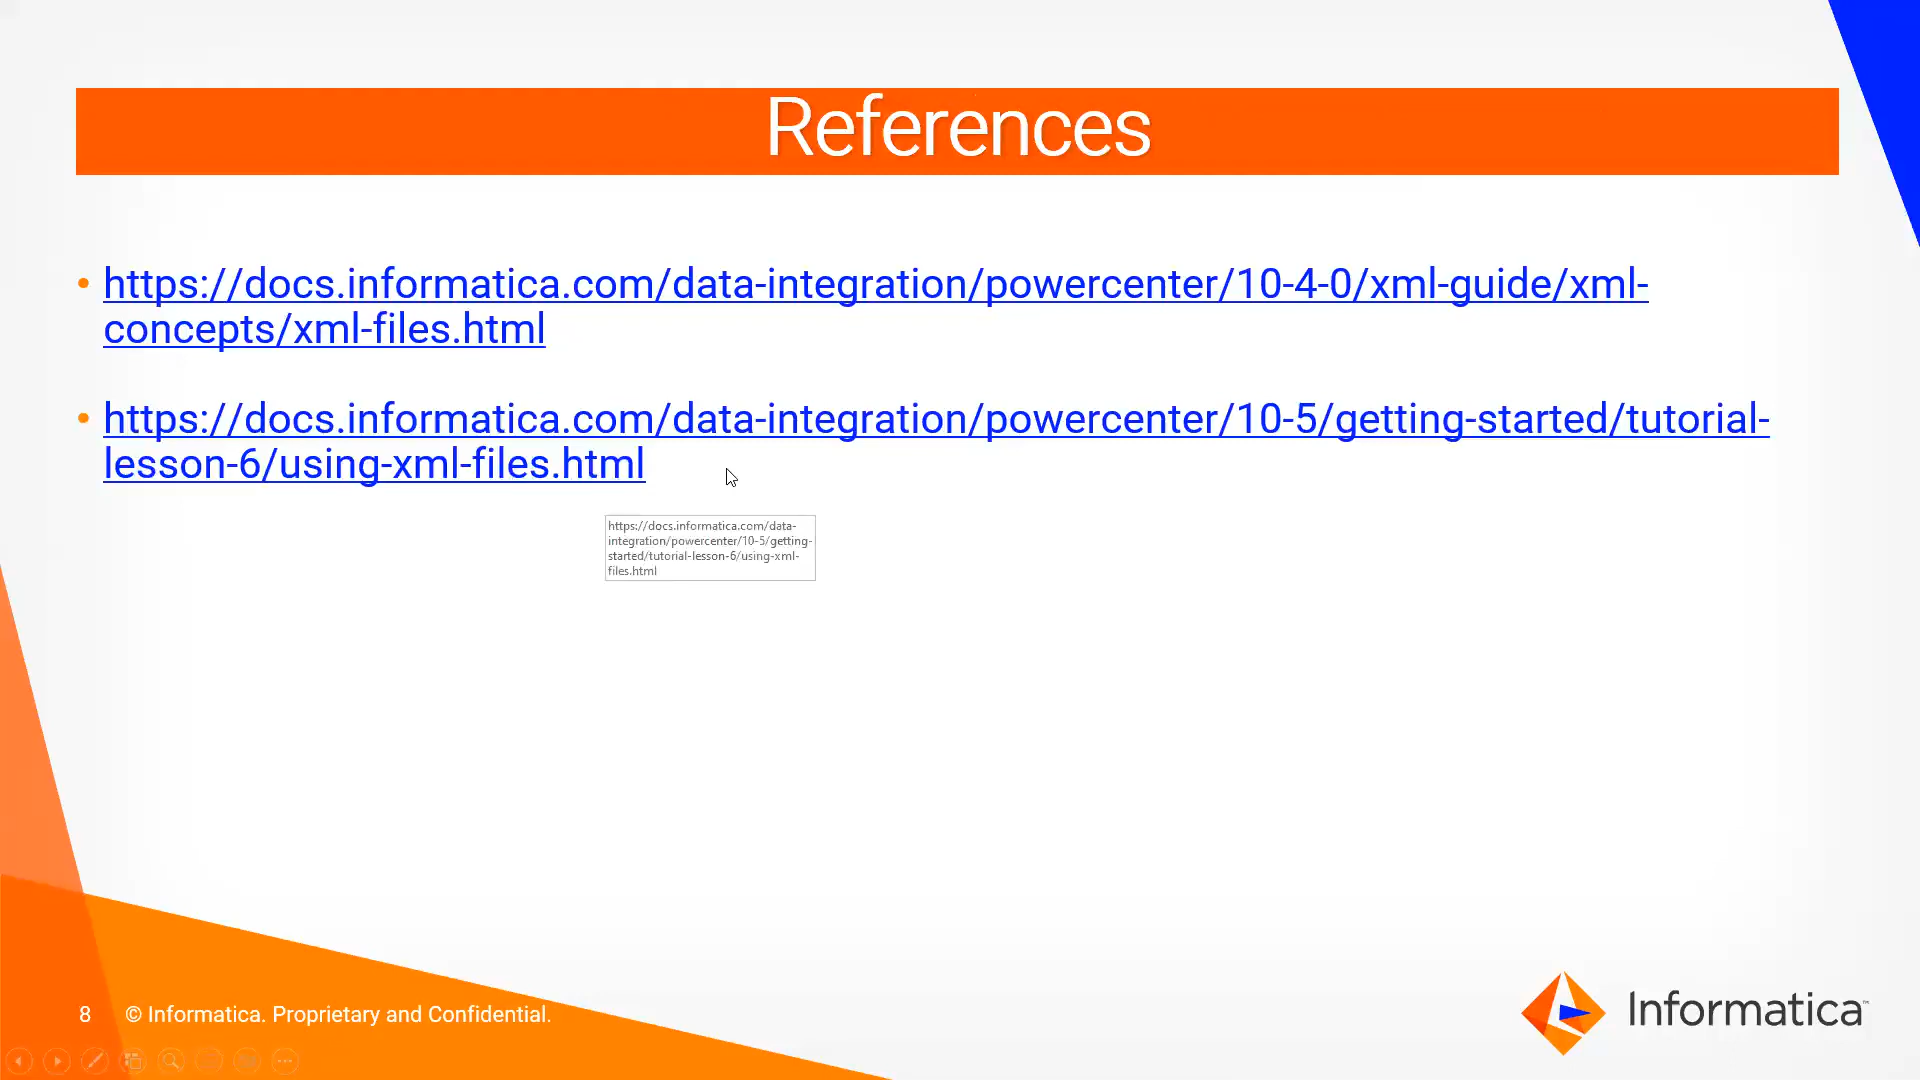 References
• https://docs.informatica.com/data-integration/powercenter/10-4-0/xml-guide/xml-
concepts/xml-files.html
• https://docs.informatica.com/data-integration/powercenter/10-5/getting-started/tutorial-
lesson-6/using-xml-files.html
https://docs.informatica.com/data-
integration/powercenter/10-5/getting-
started/tutorial-lesson-6/using-xml-
files.html
8 © Informatica. Proprietary and Confidential.
Informatica™